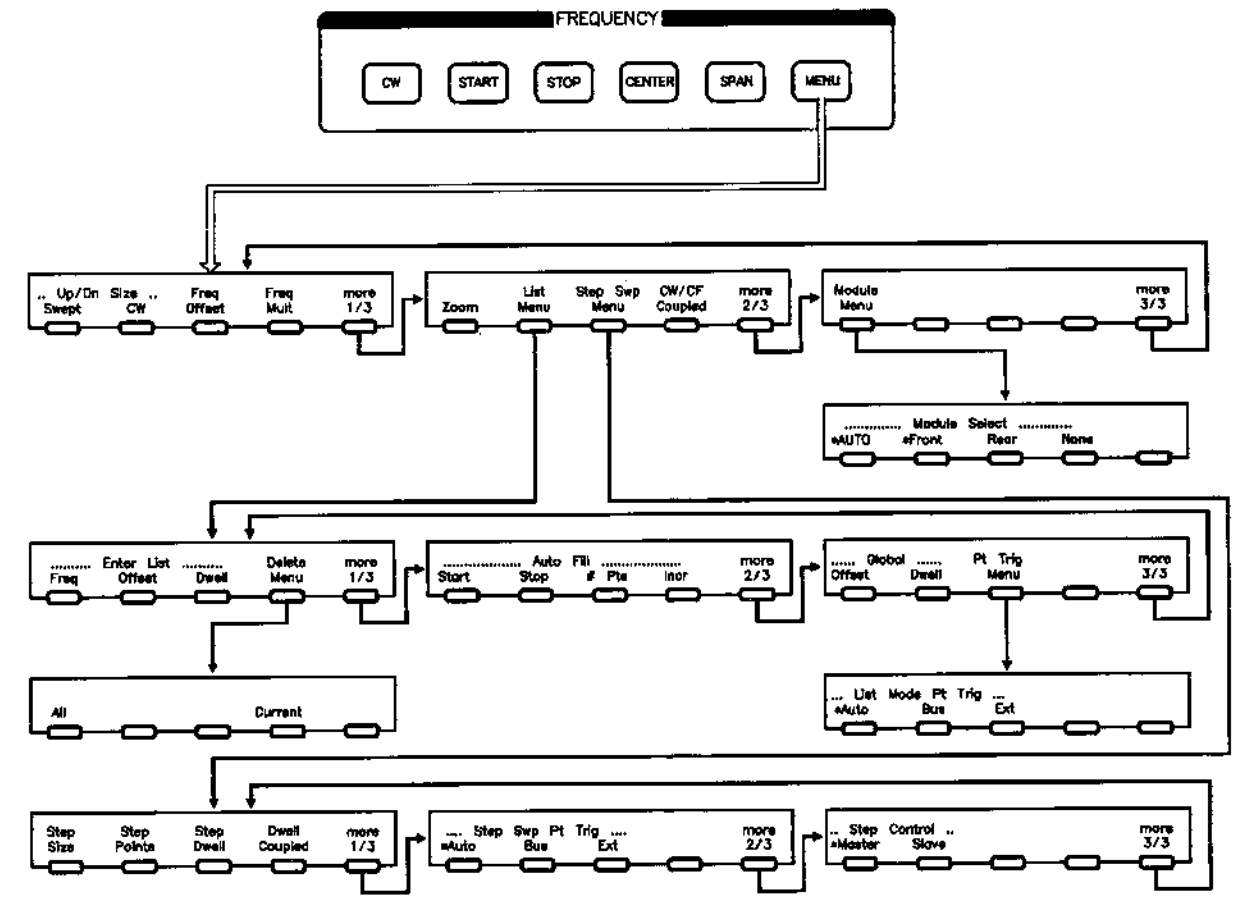 FREQUENCY
CW START STOP CENTER SPAN MENU
.. Up/Dn Size .. Freq Freq more
Swept CW Offset Mult 1/3
List Step Swp CW/CF more
Zoom Menu Menu Coupled 2/3
Module more
Menu 3/3
............. Module Select .............
*AUTO *Front Rear None
......... Enter List ......... Delete more
Freq Offset Dwell Menu 1/3
.................. Auto Fill .................. more
Start Stop # Pts Incr 2/3
...... Global ...... Pt Trig more
Offset Dwell Menu 3/3
All Current
... List Mode Pt Trig ...
*Auto Bus Ext
Step Step Step Dwell more
Size Points Dwell Coupled 1/3
.... Step Swp Pt Trig .... more
*Auto Bus Ext 2/3
.. Step Control .. more
*Master Slave 3/3